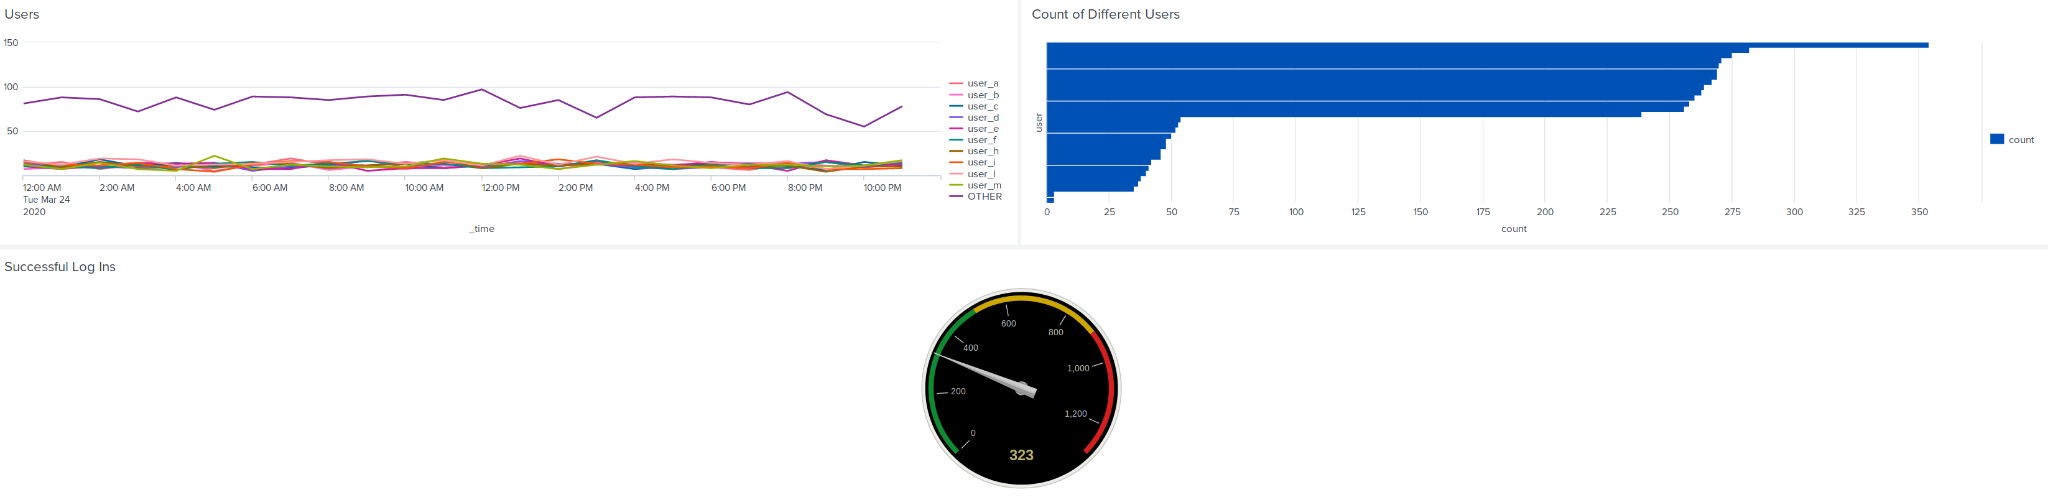 Users
150
100
50
12:00 AM 2:00 AM 4:00 AM 6:00 AM 8:00 AM 10:00 AM 12:00 PM 2:00 PM 4:00 PM 6:00 PM 8:00 PM 10:00 PM
Tue Mar 24
2020
_time
user_a
user_b
user_c
user_d
user_e
user_f
user_h
user_i
user_l
user_m
OTHER
Count of Different Users
user
0 25 50 75 100 125 150 175 200 225 250 275 300 325 350
count
count
Successful Log Ins
0
200
400
600
800
1,000
1,200
323